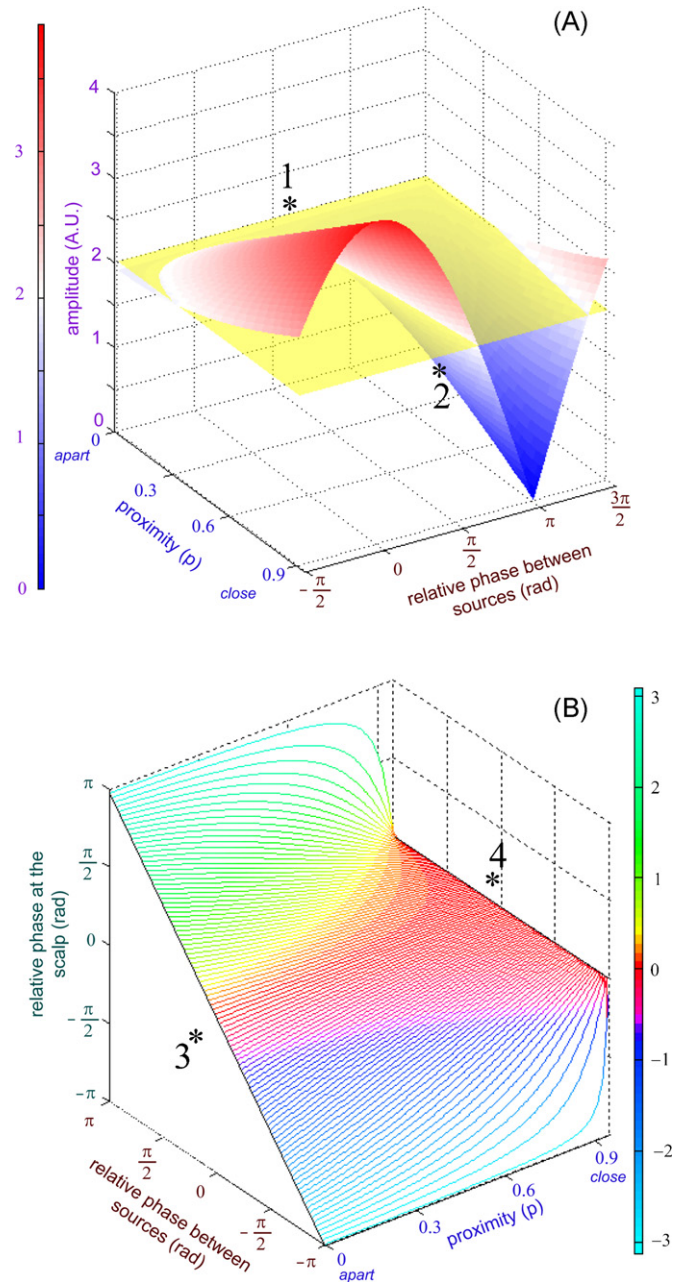 (A)
4
3
2
1
0
amplitude (A.U.)
3
2
1
0
1
*
*
2
0
apart
0.3
0.6
0.9
close
proximity (p)
-π/2
0
π/2
π
3π/2
relative phase between
sources (rad)
(B)
π
π/2
0
-π/2
-π
relative phase at the
scalp (rad)
3*
4
*
3
2
1
0
-1
-2
-3
π
π/2
0
-π/2
-π
relative phase between
sources (rad)
0
apart
0.3
0.6
0.9
close
proximity (p)